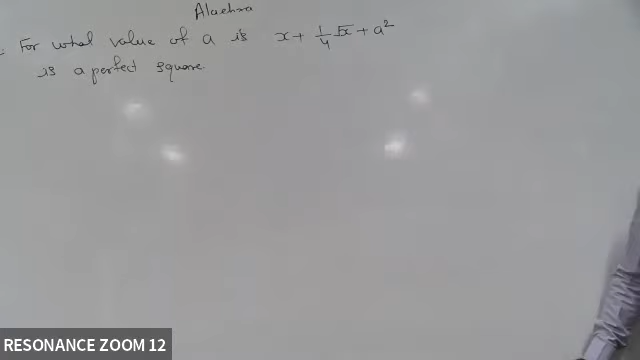 Algebra
For what value of a is x + 1/4 √x + a²
is a perfect square
RESONANCE ZOOM 12